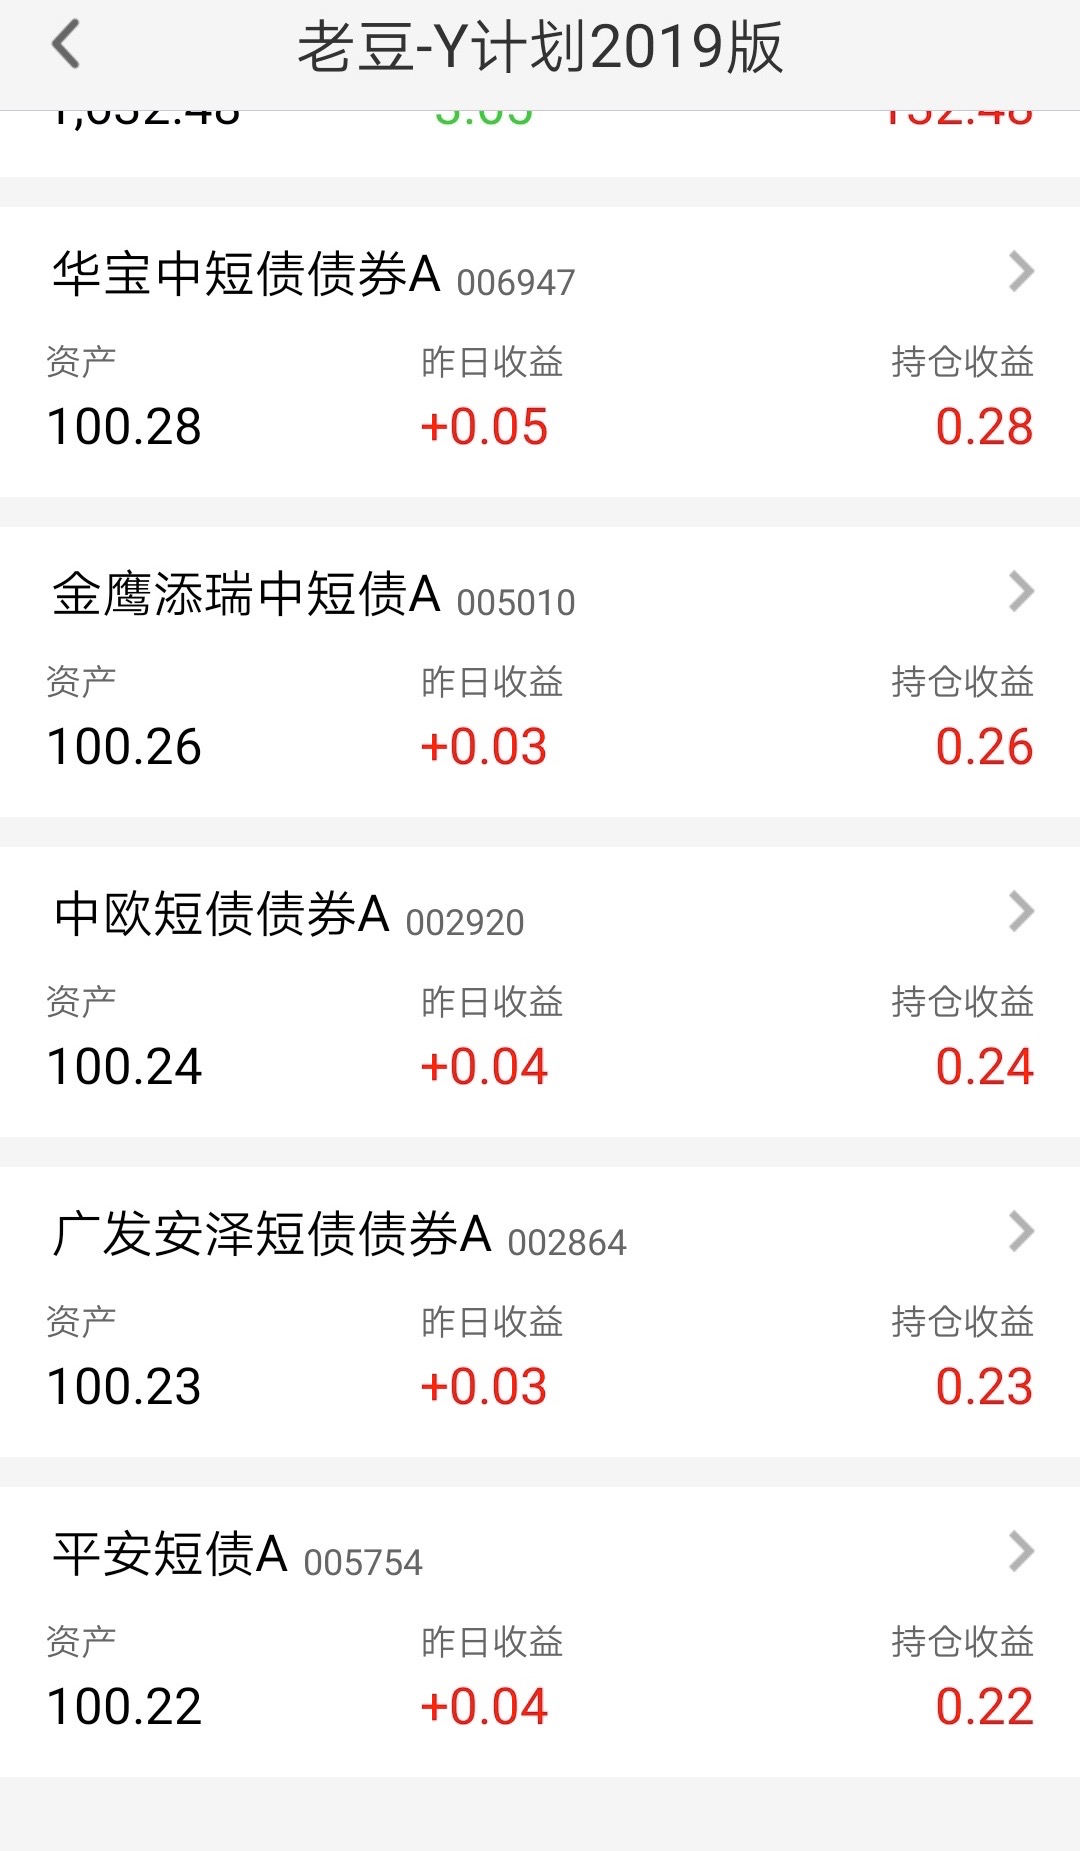 老豆-Y计划2019版
华宝中短债债券A 006947
资产 昨日收益 持仓收益
100.28 +0.05 0.28
金鹰添瑞中短债A 005010
资产 昨日收益 持仓收益
100.26 +0.03 0.26
中欧短债债券A 002920
资产 昨日收益 持仓收益
100.24 +0.04 0.24
广发安泽短债债券A 002864
资产 昨日收益 持仓收益
100.23 +0.03 0.23
平安短债A 005754
资产 昨日收益 持仓收益
100.22 +0.04 0.22